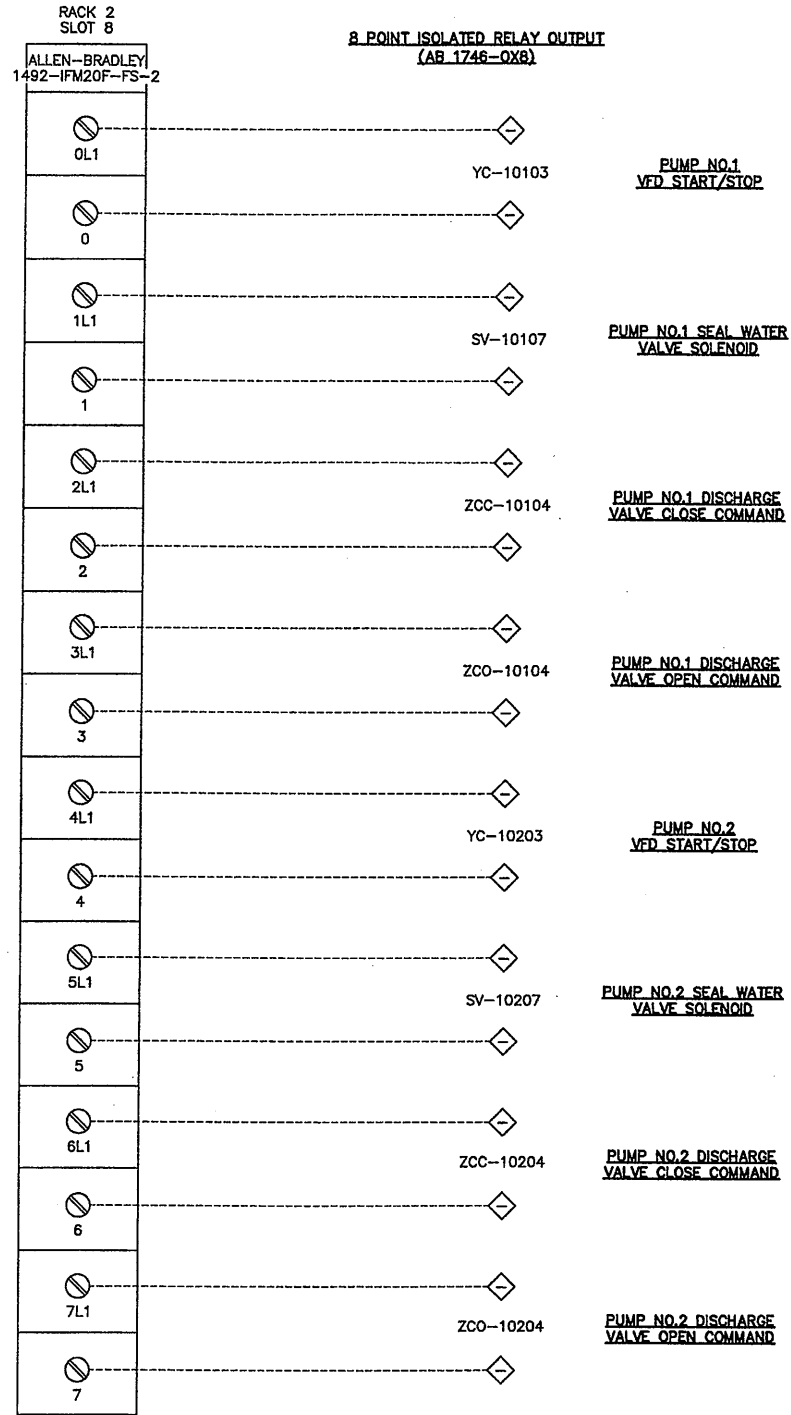 RACK 2
SLOT 8
8 POINT ISOLATED RELAY OUTPUT
(AB 1746-OX8)
ALLEN-BRADLEY
1492-IFM20F-FS-2
0L1
YC-10103
PUMP NO.1
VFD START/STOP
0
1L1
SV-10107
PUMP NO.1 SEAL WATER
VALVE SOLENOID
1
2L1
ZCC-10104
PUMP NO.1 DISCHARGE
VALVE CLOSE COMMAND
2
3L1
ZCO-10104
PUMP NO.1 DISCHARGE
VALVE OPEN COMMAND
3
4L1
YC-10203
PUMP NO.2
VFD START/STOP
4
5L1
SV-10207
PUMP NO.2 SEAL WATER
VALVE SOLENOID
5
6L1
ZCC-10204
PUMP NO.2 DISCHARGE
VALVE CLOSE COMMAND
6
7L1
ZCO-10204
PUMP NO.2 DISCHARGE
VALVE OPEN COMMAND
7